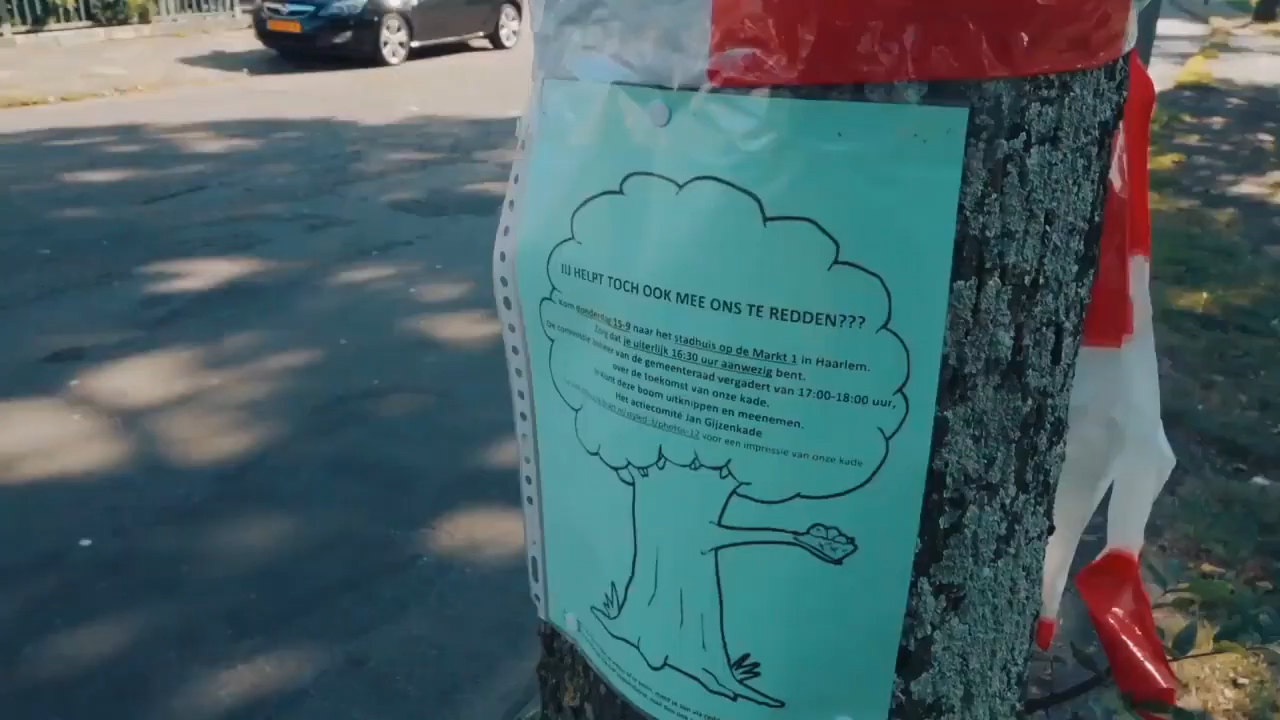 JIJ HELPT TOCH OOK MEE ONS TE REDDEN???
Kom donderdag 15-9 naar het stadhuis op de Markt 1 in Haarlem.
Zorg dat je uiterlijk 16:30 uur aanwezig bent.
De commissie beheer van de gemeenteraad vergadert van 17:00-18:00 uur,
over de toekomst van onze kade.
Je kunt deze boom uitknippen en meenemen.
Het actiecomité Jan Gijzenkade
voor een impressie van onze kade